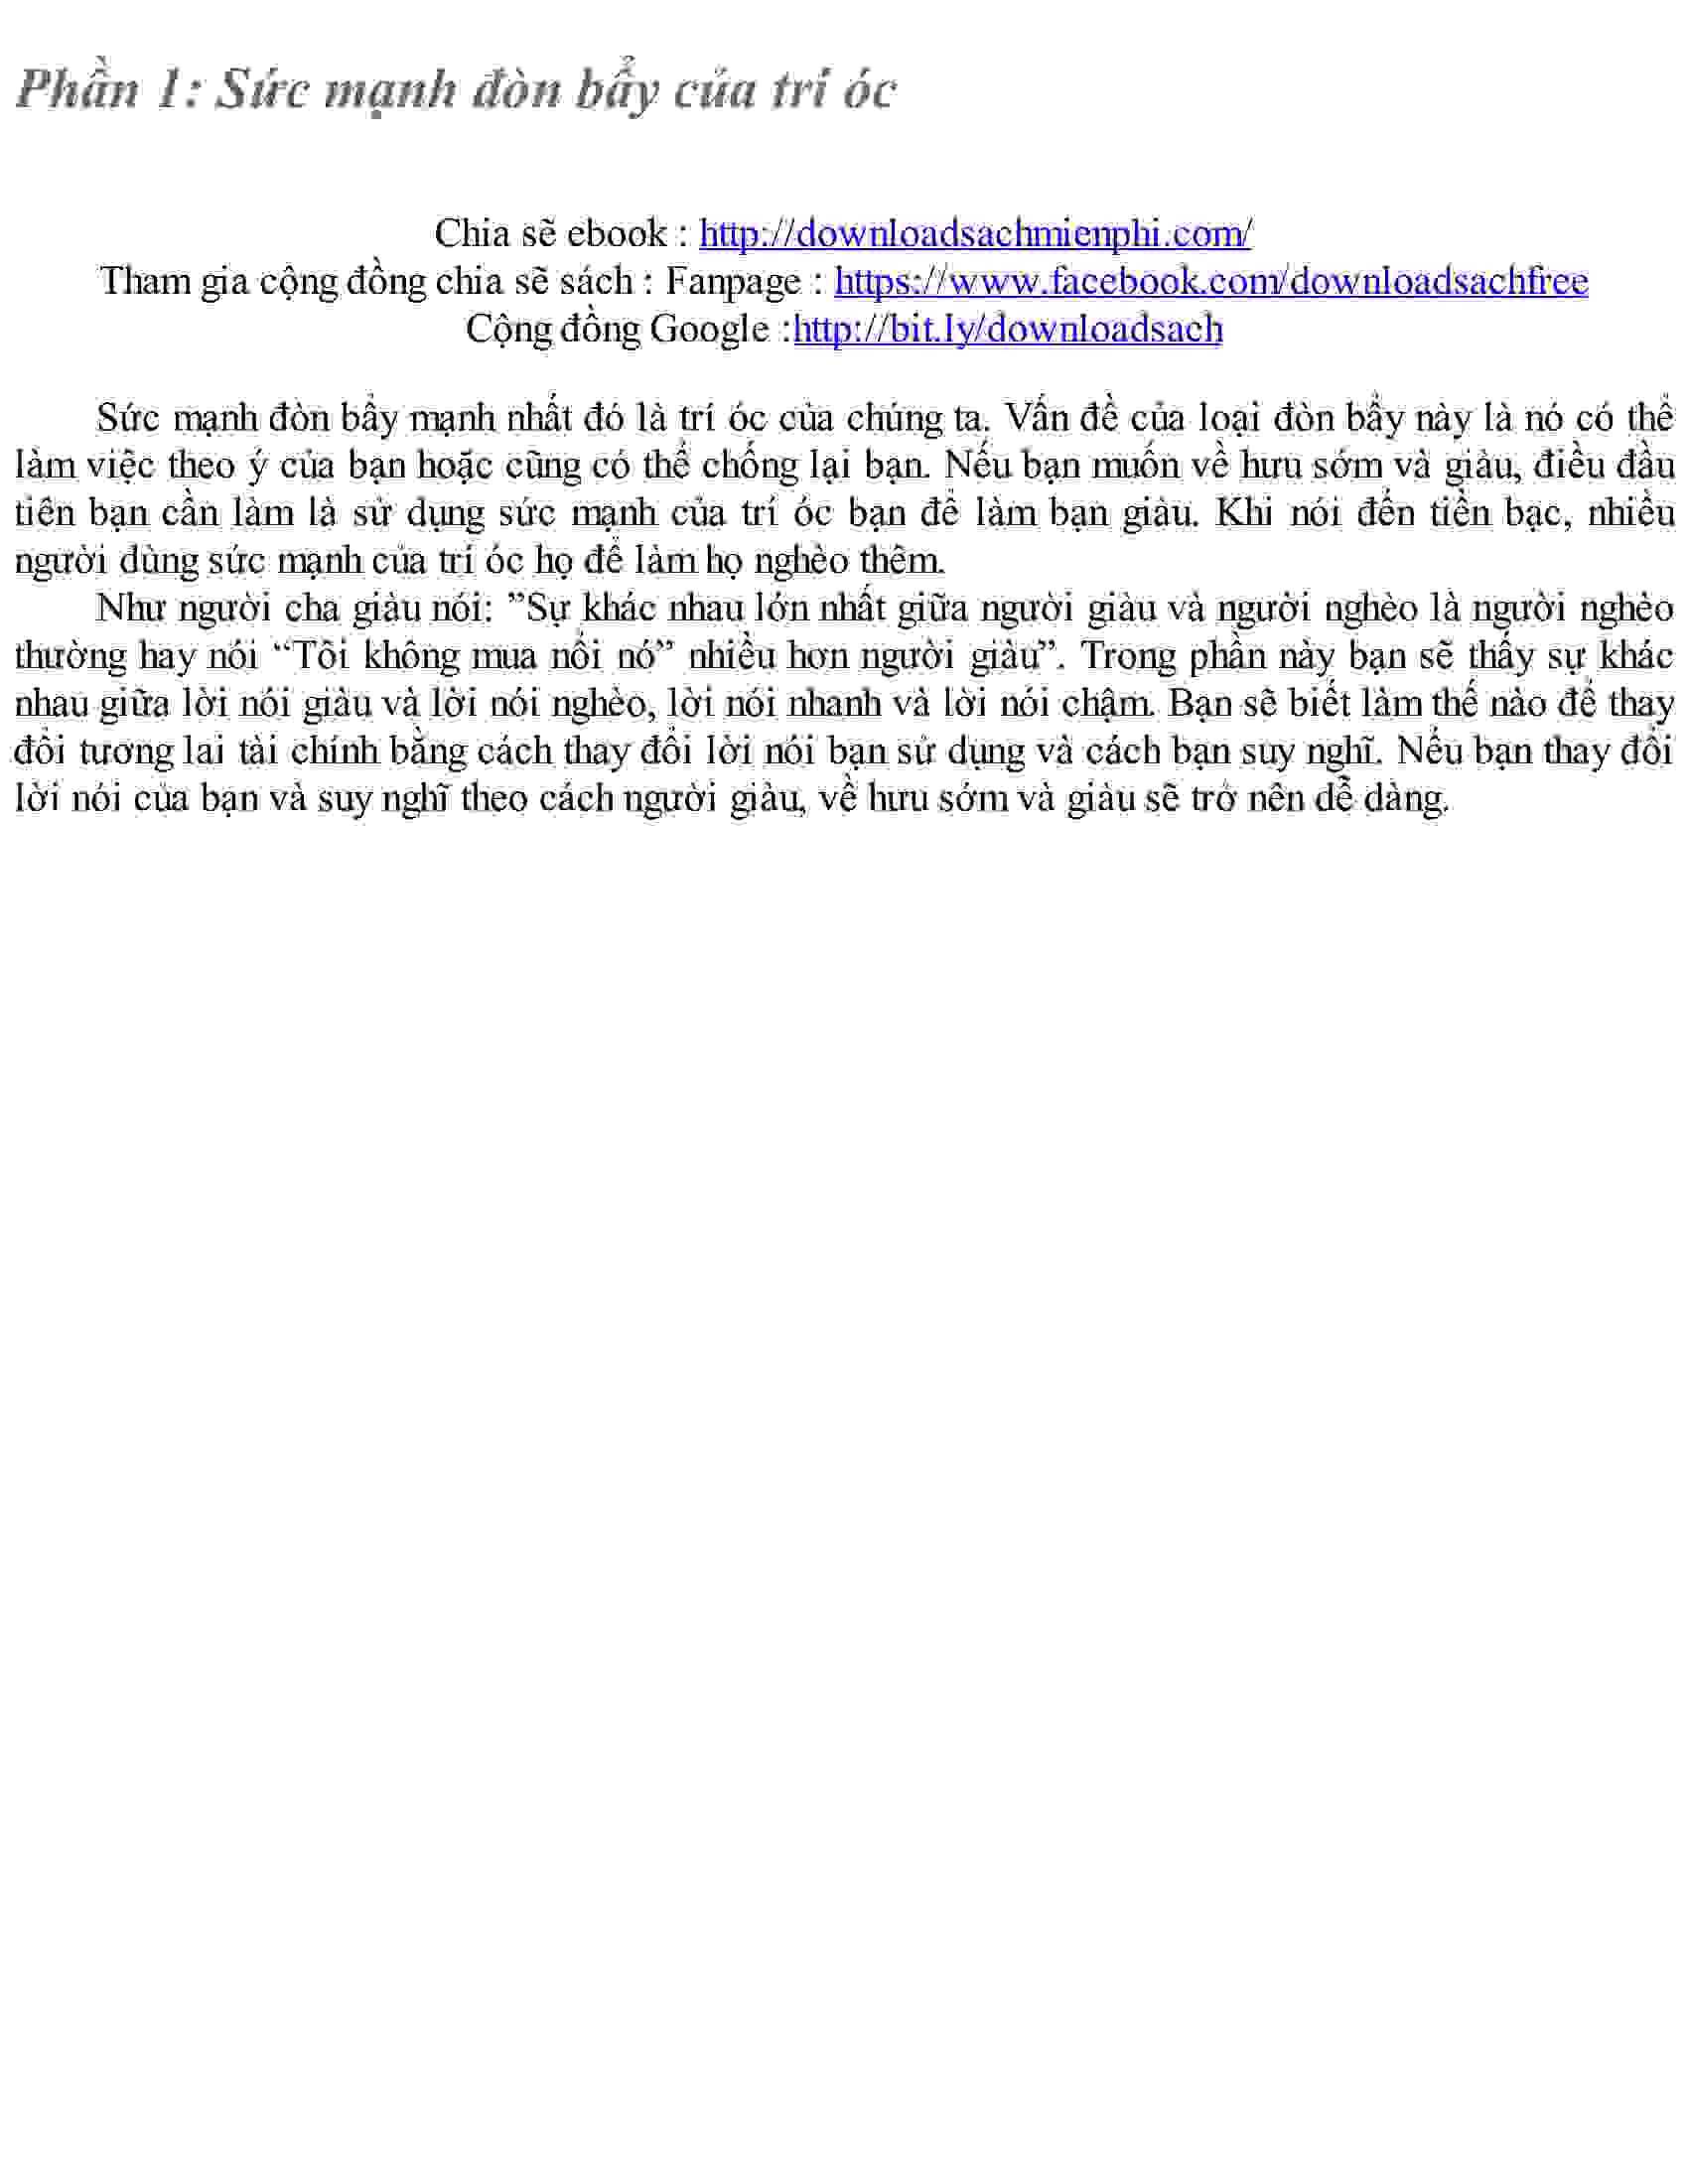 Phần 1: Sức mạnh đòn bẩy của trí óc
Chia sẽ ebook : http://downloadsachmienphi.com/
Tham gia cộng đồng chia sẽ sách : Fanpage : https://www.facebook.com/downloadsachfree
Cộng đồng Google :http://bit.ly/downloadsach
Sức mạnh đòn bẩy mạnh nhất đó là trí óc của chúng ta. Vấn đề của loại đòn bẩy này là nó có thể
làm việc theo ý của bạn hoặc cũng có thể chống lại bạn. Nếu bạn muốn về hưu sớm và giàu, điều đầu
tiên bạn cần làm là sử dụng sức mạnh của trí óc bạn để làm bạn giàu. Khi nói đến tiền bạc, nhiều
người dùng sức mạnh của trí óc họ để làm họ nghèo thêm.
Như người cha giàu nói: ”Sự khác nhau lớn nhất giữa người giàu và người nghèo là người nghèo
thường hay nói “Tôi không mua nổi nó” nhiều hơn người giàu”. Trong phần này bạn sẽ thấy sự khác
nhau giữa lời nói giàu và lời nói nghèo, lời nói nhanh và lời nói chậm. Bạn sẽ biết làm thế nào để thay
đổi tương lai tài chính bằng cách thay đổi lời nói bạn sử dụng và cách bạn suy nghĩ. Nếu bạn thay đổi
lời nói của bạn và suy nghĩ theo cách người giàu, về hưu sớm và giàu sẽ trở nên dễ dàng.